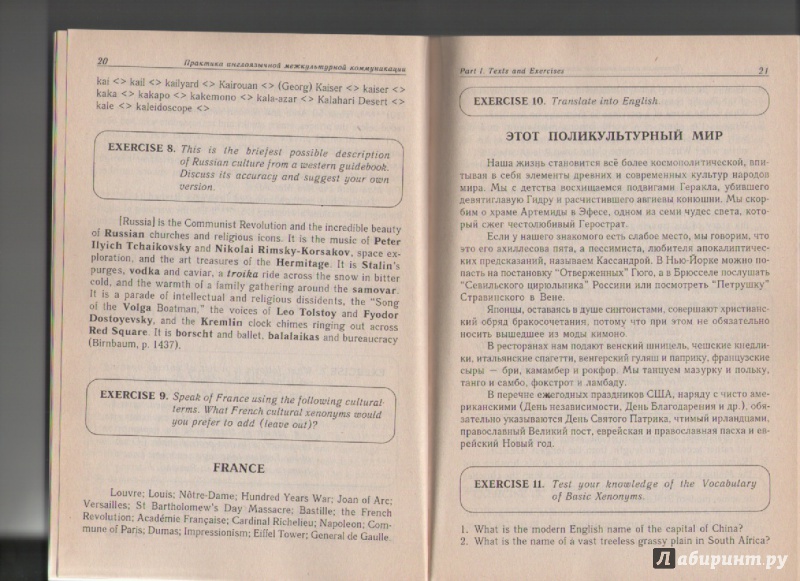 20
Практика англоязычной межкультурной коммуникации
kai <> kail <> kailyard <> Kairouan <> (Georg) Kaiser <> kaiser <>
kaka <> kakapo <> kakemono <> kala-azar <> Kalahari Desert <>
kale <> kaleidoscope <>
EXERCISE 8. This is the briefest possible description
of Russian culture from a western guidebook.
Discuss its accuracy and suggest your own
version.
[Russia] is the Communist Revolution and the incredible beauty
of Russian churches and religious icons. It is the music of Peter
Ilyich Tchaikovsky and Nikolai Rimsky-Korsakov, space ex-
ploration, and the art treasures of the Hermitage. It is Stalin's
purges, vodka and caviar, a troika ride across the snow in bitter
cold, and the warmth of a family gathering around the samovar.
It is a parade of intellectual and religious dissidents, the “Song
of the Volga Boatman,” the voices of Leo Tolstoy and Fyodor
Dostoyevsky, and the Kremlin clock chimes ringing out across
Red Square. It is borscht and ballet, balalaikas and bureaucracy
(Birnbaum, p. 1437).
EXERCISE 9. Speak of France using the following cultural-
terms. What French cultural xenonyms would
you prefer to add (leave out)?
FRANCE
Louvre; Louis; Nôtre-Dame; Hundred Years War; Joan of Arc;
Versailles; St Bartholomew's Day Massacre; Bastille; the French
Revolution; Académie Française; Cardinal Richelieu; Napoleon; Com-
mune of Paris; Dumas; Impressionism; Eiffel Tower; General de Gaulle.
Part I. Texts and Exercises
21
EXERCISE 10. Translate into English.
ЭТОТ ПОЛИКУЛЬТУРНЫЙ МИР
Наша жизнь становится всё более космополитической, впи-
тывая в себя элементы древних и современных культур народов
мира. Мы с детства восхищаемся подвигами Геракла, убившего
девятиглавую Гидру и расчистившего авгиевы конюшни. Мы скор-
бим о храме Артемиды в Эфесе, одном из семи чудес света, кото-
рый сжег честолюбивый Герострат.
Если у нашего знакомого есть слабое место, мы говорим, что
это его ахиллесова пята, а пессимиста, любителя апокалиптичес-
ких предсказаний, называем Кассандрой. В Нью-Йорке можно по-
пасть на постановку “Отверженных” Гюго, а в Брюсселе послушать
“Севильского цирюльника” Россини или посмотреть “Петрушку”
Стравинского в Вене.
Японцы, оставаясь в душе синтоистами, совершают христиан-
ский обряд бракосочетания, потому что при этом не обязательно
носить вышедшее из моды кимоно.
В ресторанах нам подают венский шницель, чешские кнедли-
ки, итальянские спагетти, венгерский гуляш и паприку, французские
сыры — бри, камамбер и рокфор. Мы танцуем мазурку и польку,
танго и самбо, фокстрот и ламбаду.
В перечне ежегодных праздников США, наряду с чисто аме-
риканскими (День независимости, День Благодарения и др.), обя-
зательно указываются День Святого Патрика, чтимый ирландцами,
православный Великий пост, еврейская и православная пасха и ев-
рейский Новый год.
EXERCISE 11. Test your knowledge of the Vocabulary
of Basic Xenonyms.
1. What is the modern English name of the capital of China?
2. What is the name of a vast treeless grassy plain in South Africa?
Лабиринт.ру